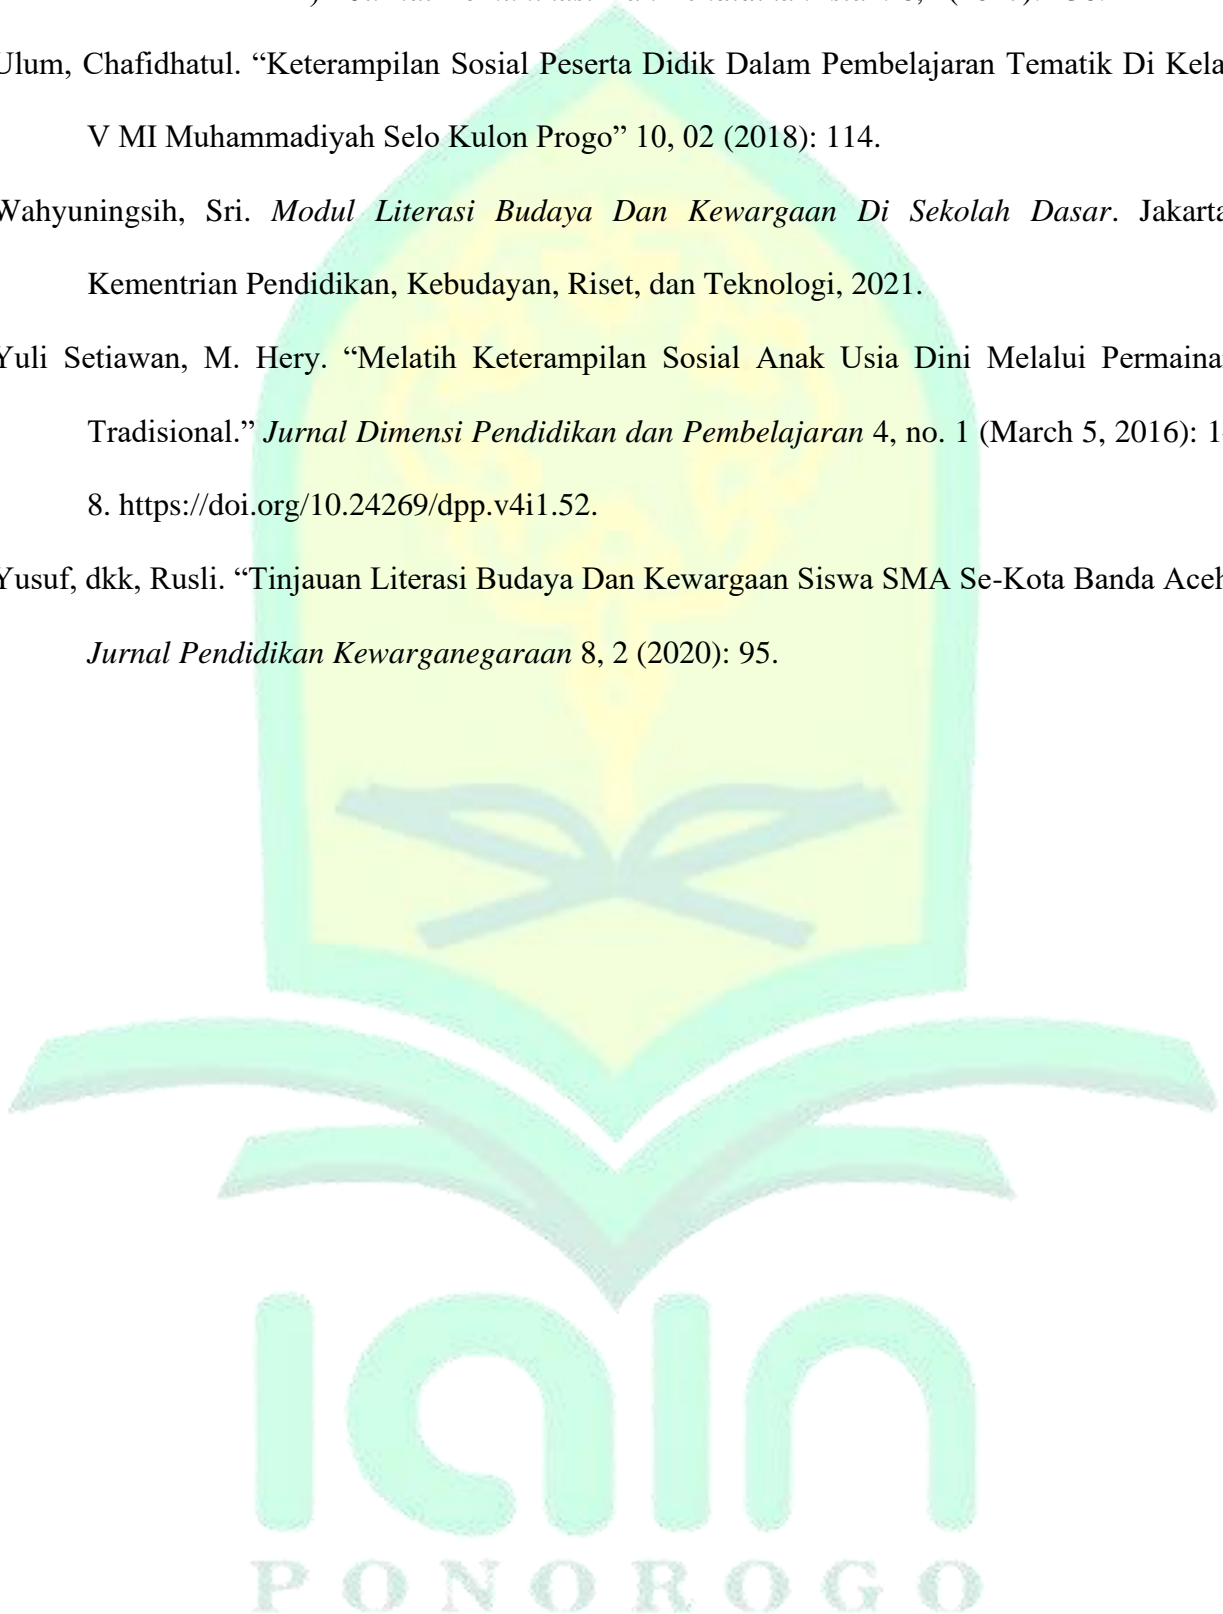 Ulum, Chafidhatul. “Keterampilan Sosial Peserta Didik Dalam Pembelajaran Tematik Di Kela
V MI Muhammadiyah Selo Kulon Progo” 10, 02 (2018): 114.
Wahyuningsih, Sri. Modul Literasi Budaya Dan Kewargaan Di Sekolah Dasar. Jakarta
Kementrian Pendidikan, Kebudayan, Riset, dan Teknologi, 2021.
Yuli Setiawan, M. Hery. “Melatih Keterampilan Sosial Anak Usia Dini Melalui Permaina
Tradisional.” Jurnal Dimensi Pendidikan dan Pembelajaran 4, no. 1 (March 5, 2016): 1–
8. https://doi.org/10.24269/dpp.v4i1.52.
Yusuf, dkk, Rusli. “Tinjauan Literasi Budaya Dan Kewargaan Siswa SMA Se-Kota Banda Aceh
Jurnal Pendidikan Kewarganegaraan 8, 2 (2020): 95.
IAIN
PONOROGO